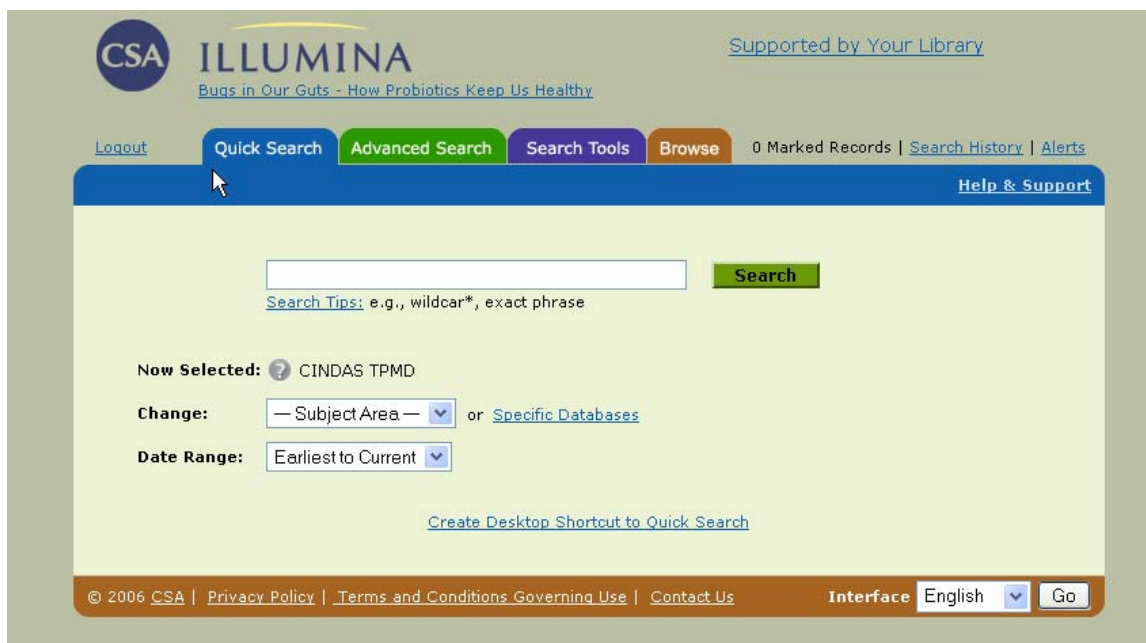 CSA ILLUMINA
Supported by Your Library
Bugs in Our Guts - How Probiotics Keep Us Healthy
Logout Quick Search Advanced Search Search Tools Browse 0 Marked Records | Search History | Alerts
Help & Support
Search
Search Tips: e.g., wildcar*, exact phrase
Now Selected: ? CINDAS TPMD
Change: — Subject Area — or Specific Databases
Date Range: Earliest to Current
Create Desktop Shortcut to Quick Search
© 2006 CSA | Privacy Policy | Terms and Conditions Governing Use | Contact Us Interface English Go